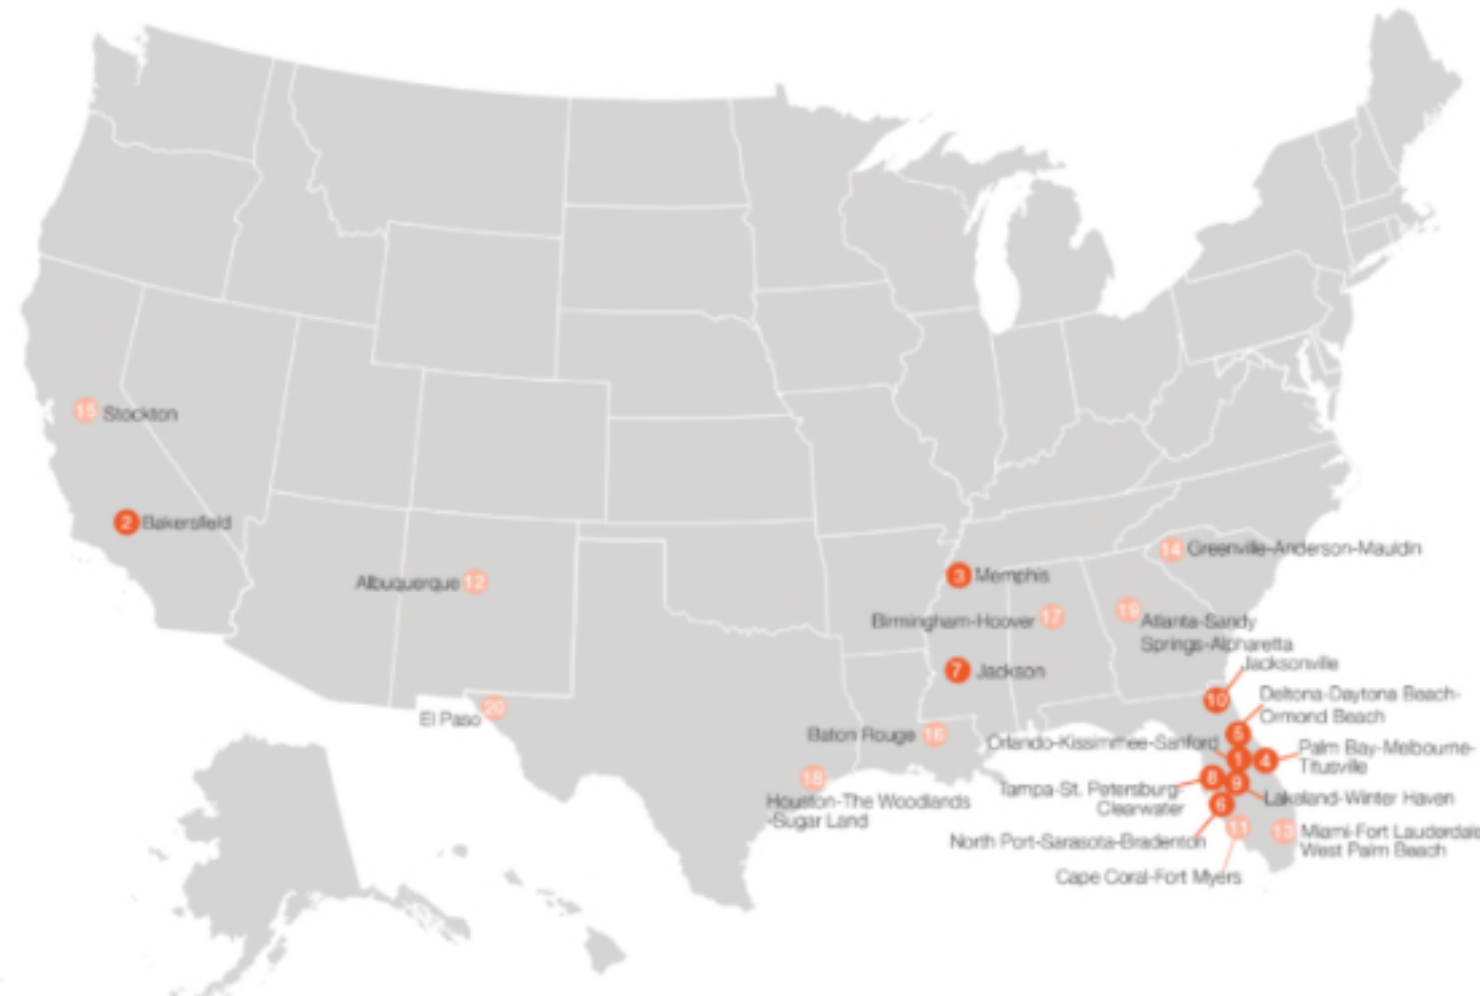 15 Stockton
2 Bakersfield
Albuquerque 12
3 Memphis
14 Greenville-Anderson-Mauldin
Birmingham-Hoover 17
19 Atlanta-Sandy
Springs-Alpharetta
Jacksonville
10
7 Jackson
El Paso 20
Deltona-Daytona Beach-
Ormond Beach
5
Baton Rouge 16
Orlando-Kissimmee-Sanford
1
4 Palm Bay-Melbourne-
Titusville
18
Houston-The Woodlands
-Sugar Land
8
Tampa-St. Petersburg-
Clearwater
9
Lakeland-Winter Haven
6
North Port-Sarasota-Bradenton
11
Cape Coral-Fort Myers
13 Miami-Fort Lauderdale
West Palm Beach